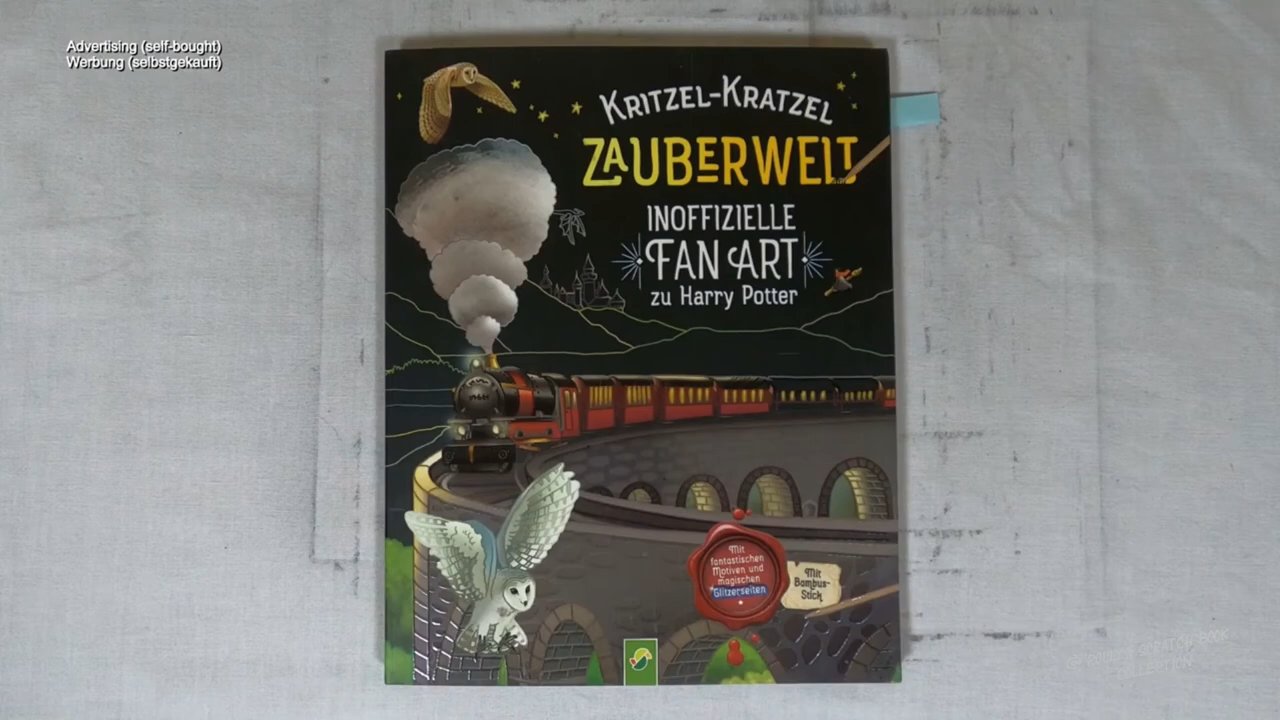 Advertising (self-bought)
Werbung (selbstgekauft)
KRITZEL-KRATZEL
ZAUBERWELT
INOFFIZIELLE
FAN ART
zu Harry Potter
Mit
fantastischen
Motiven und
magischen
Glitzerseiten
Mit
Bambus-
Stick